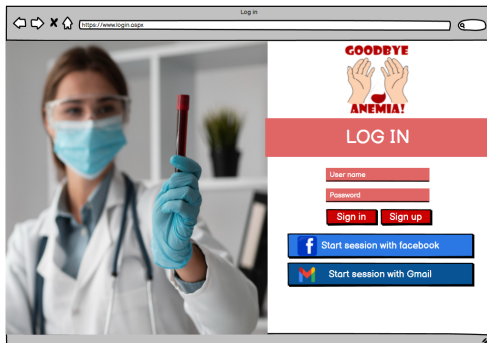 Log in
https://www.login.aspx
GOODBYE
ANEMIA!
LOG IN
User name
Password
Sign in
Sign up
Start session with facebook
Start session with Gmail